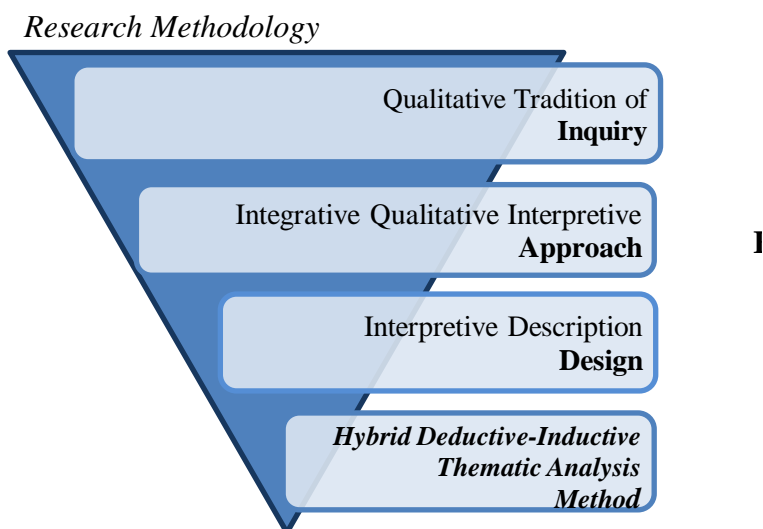 Research Methodology
Qualitative Tradition of
Inquiry
Integrative Qualitative Interpretive
Approach
Interpretive Description
Design
Hybrid Deductive-Inductive
Thematic Analysis
Method